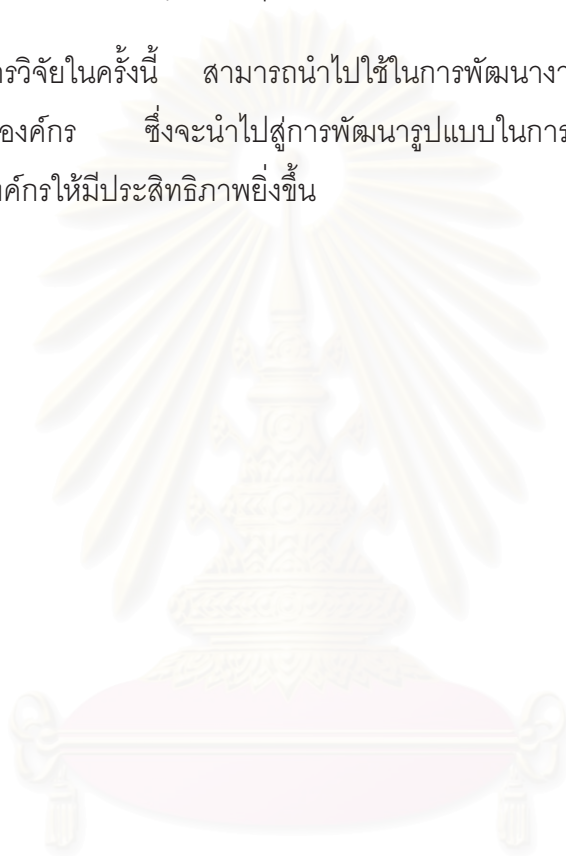 ารวิจัยในครั้งนี้ สามารถนำไปใช้ในการพัฒนางา
องค์กร ซึ่งจะนำไปสู่การพัฒนารูปแบบในการ
งค์กรให้มีประสิทธิภาพยิ่งขึ้น